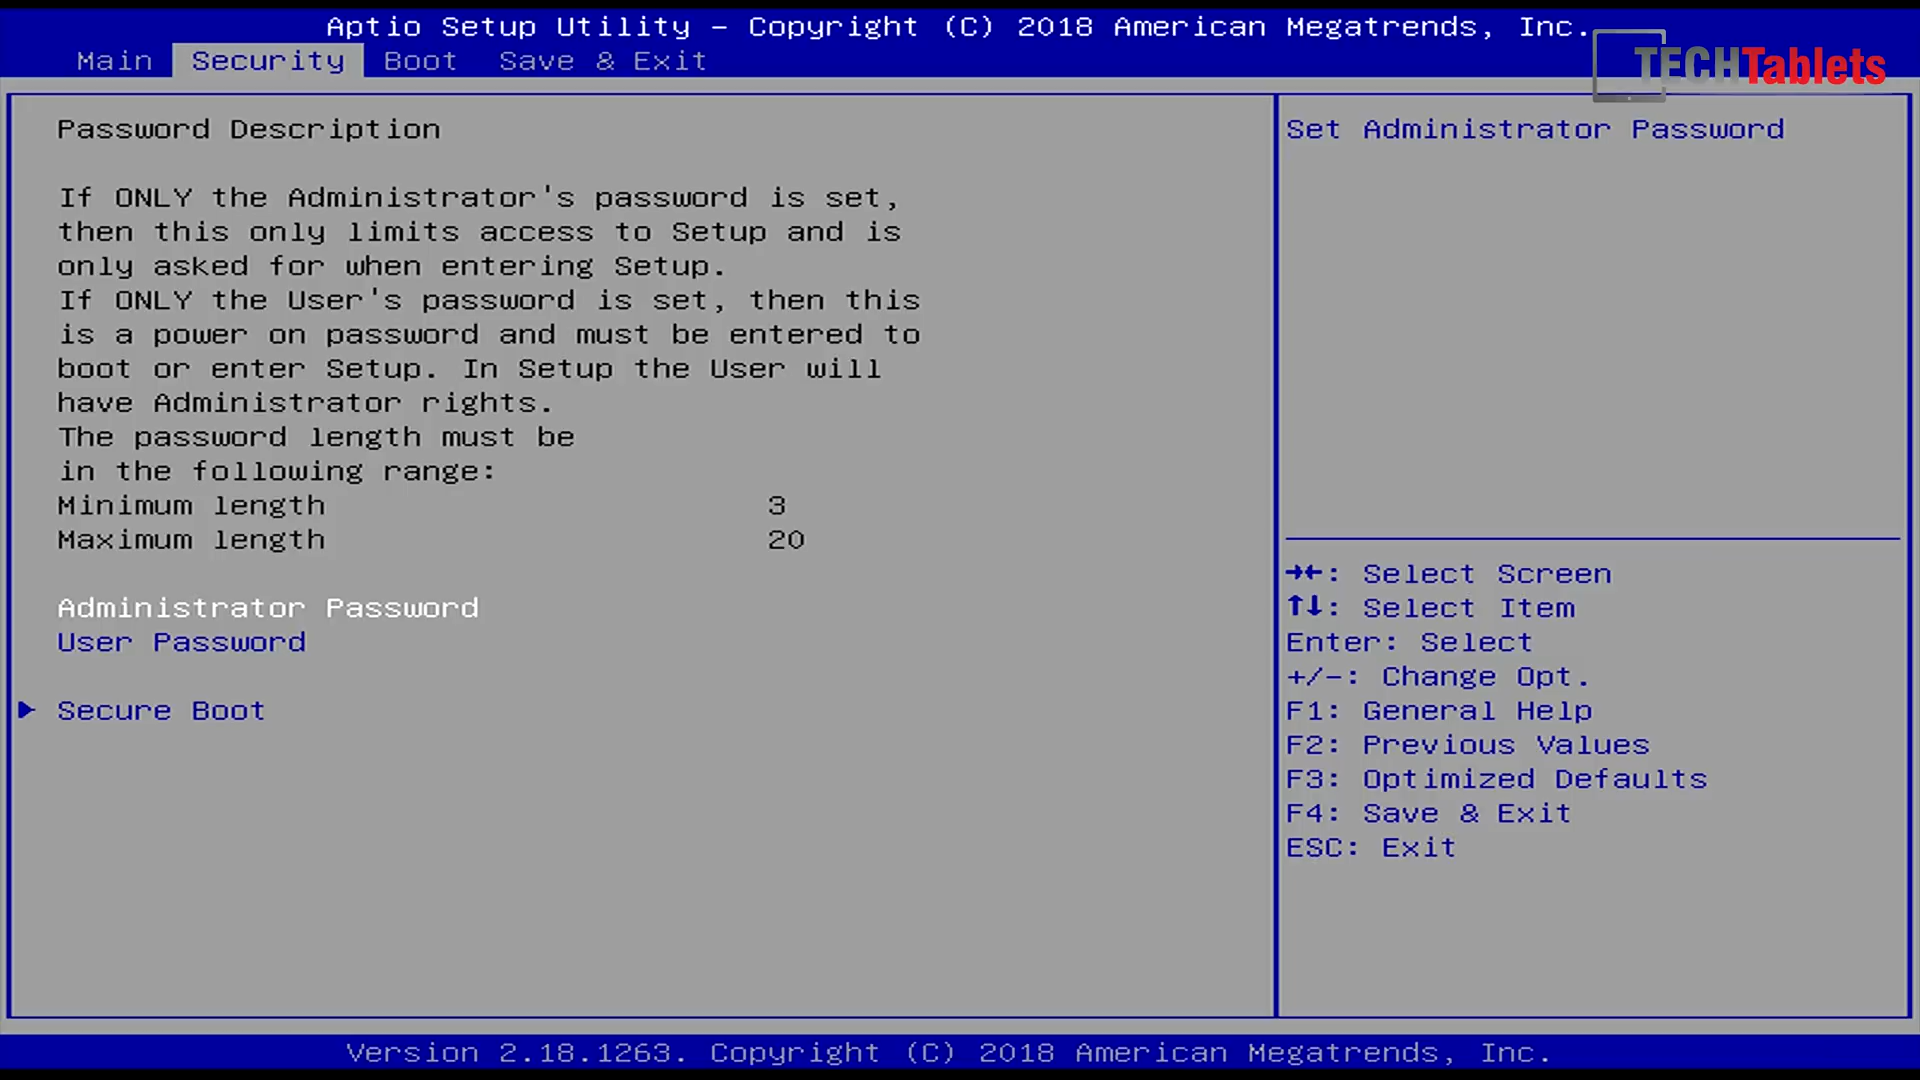 Aptio Setup Utility – Copyright (C) 2018 American Megatrends, Inc.
Main Security Boot Save & Exit
TECHTablets
Password Description
If ONLY the Administrator's password is set,
then this only limits access to Setup and is
only asked for when entering Setup.
If ONLY the User's password is set, then this
is a power on password and must be entered to
boot or enter Setup. In Setup the User will
have Administrator rights.
The password length must be
in the following range:
Minimum length 3
Maximum length 20
Administrator Password
User Password
► Secure Boot
Set Administrator Password
→←: Select Screen
↑↓: Select Item
Enter: Select
+/-: Change Opt.
F1: General Help
F2: Previous Values
F3: Optimized Defaults
F4: Save & Exit
ESC: Exit
Version 2.18.1263. Copyright (C) 2018 American Megatrends, Inc.